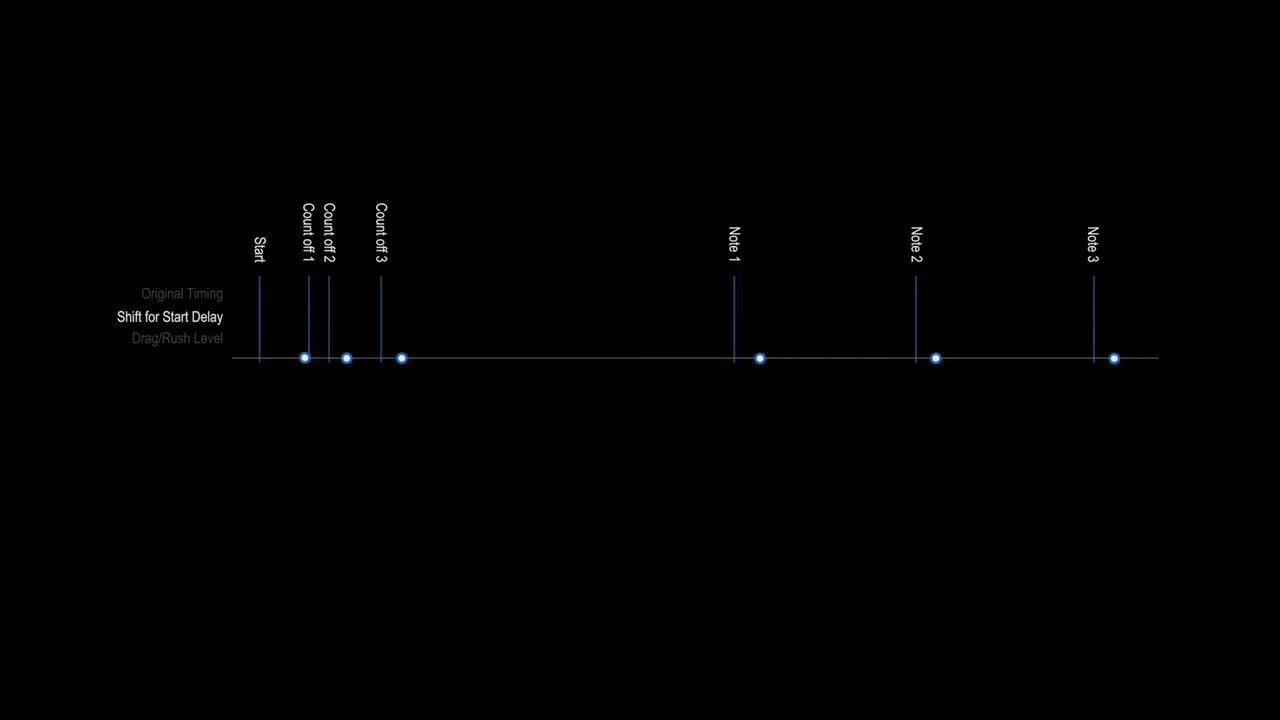 Start
Count off 1
Count off 2
Count off 3
Note 1
Note 2
Note 3
Original Timing
Shift for Start Delay
Drag/Rush Level